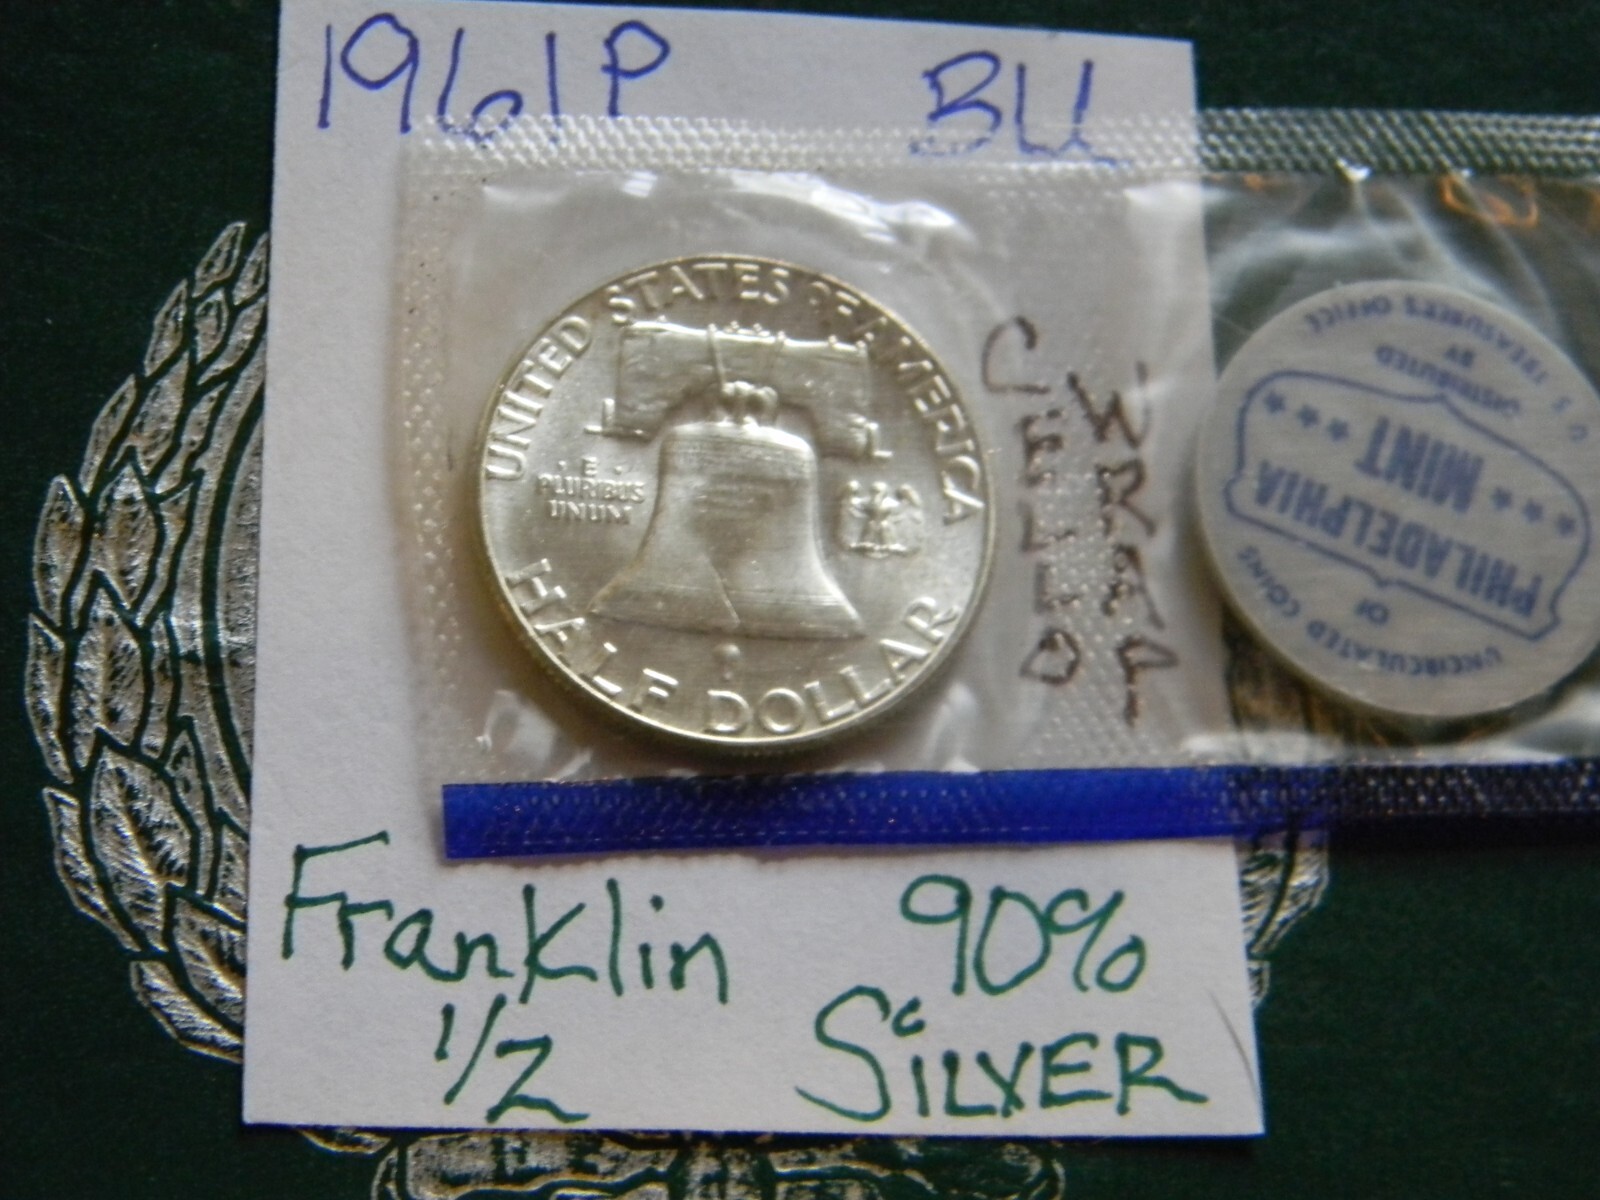 1961P BU
UNITED STATES OF AMERICA
E
PLURIBUS
UNUM
HALF DOLLAR
CELLO
WRAP
UNCIRCULATED COINS
OF
PHILADELPHIA
MINT
DISTRIBUTED
BY
U S TREASURER'S OFFICE
Franklin 90%
1/2 SiLVER